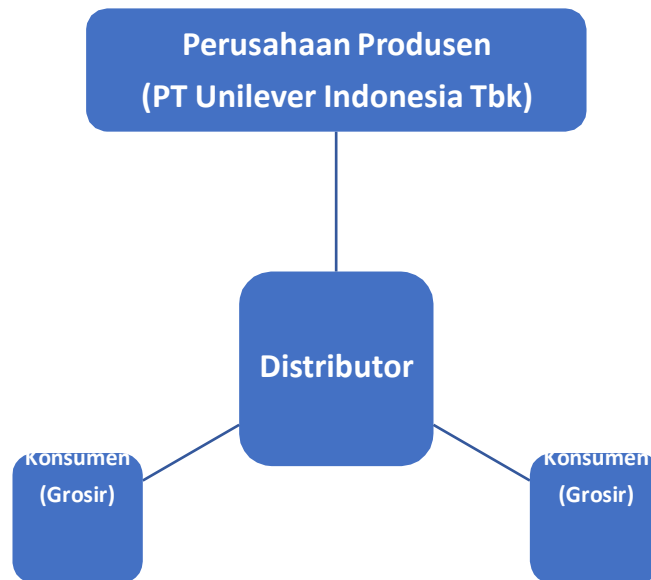 Perusahaan Produsen
(PT Unilever Indonesia Tbk)
Distributor
Konsumen
(Grosir)
Konsumen
(Grosir)